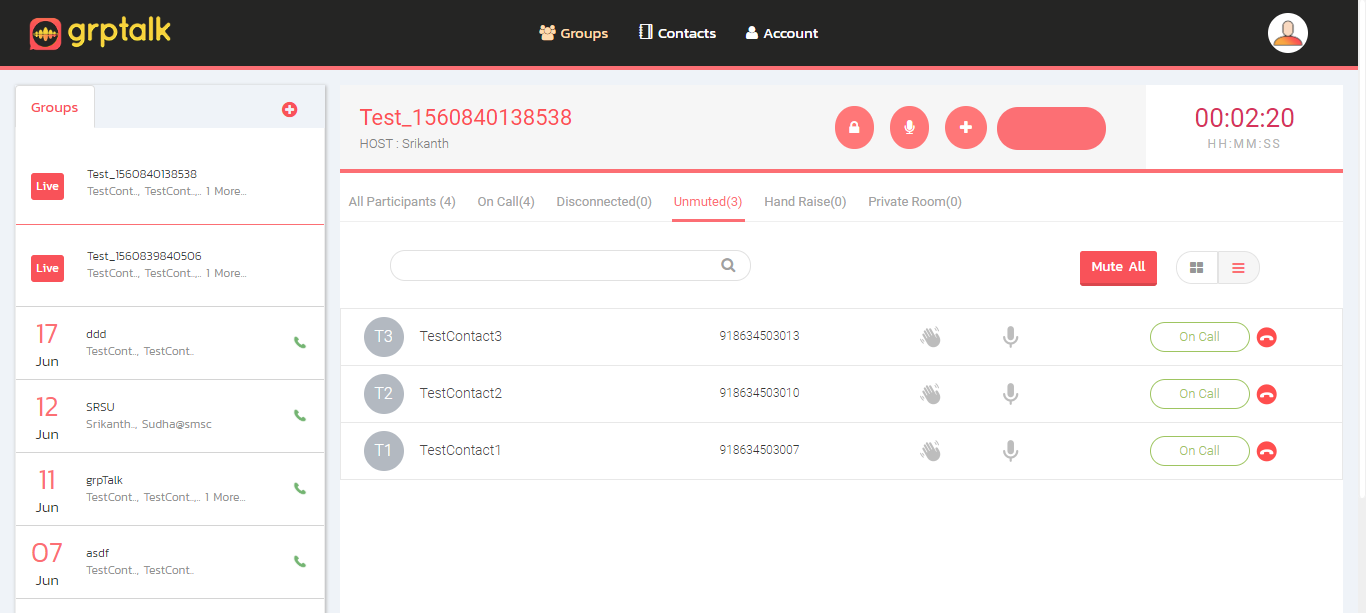 grptalk
Groups
Contacts
Account
Groups
Live
Test_1560840138538
TestCont.., TestCont..,.. 1 More...
Live
Test_1560839840506
TestCont.., TestCont..,.. 1 More...
17
Jun
ddd
TestCont.., TestCont..
12
Jun
SRSU
Srikanth.., Sudha@smsc
11
Jun
grpTalk
TestCont.., TestCont..,.. 1 More...
07
Jun
asdf
TestCont.., TestCont..
Test_1560840138538
HOST : Srikanth
00:02:20
HH:MM:SS
All Participants (4)
On Call(4)
Disconnected(0)
Unmuted(3)
Hand Raise(0)
Private Room(0)
Mute All
T3 TestContact3 918634503013 On Call
T2 TestContact2 918634503010 On Call
T1 TestContact1 918634503007 On Call